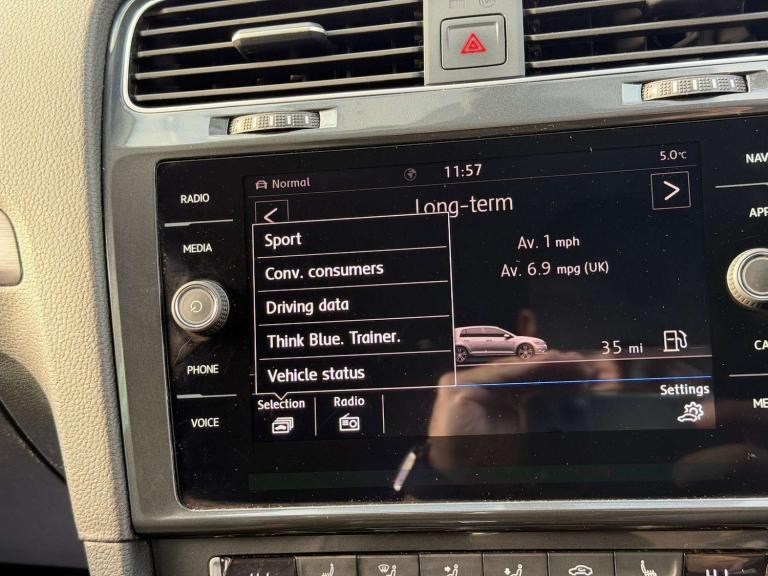 5.0°C
11:57
Normal
NAV
RADIO
Long-term
<
>
Sport
Av. 1 mph
MEDIA
Conv. consumers
Av. 6.9 mpg (UK)
Driving data
Think Blue. Trainer.
35 mi
PHONE
Vehicle status
Settings
Selection
Radio
VOICE